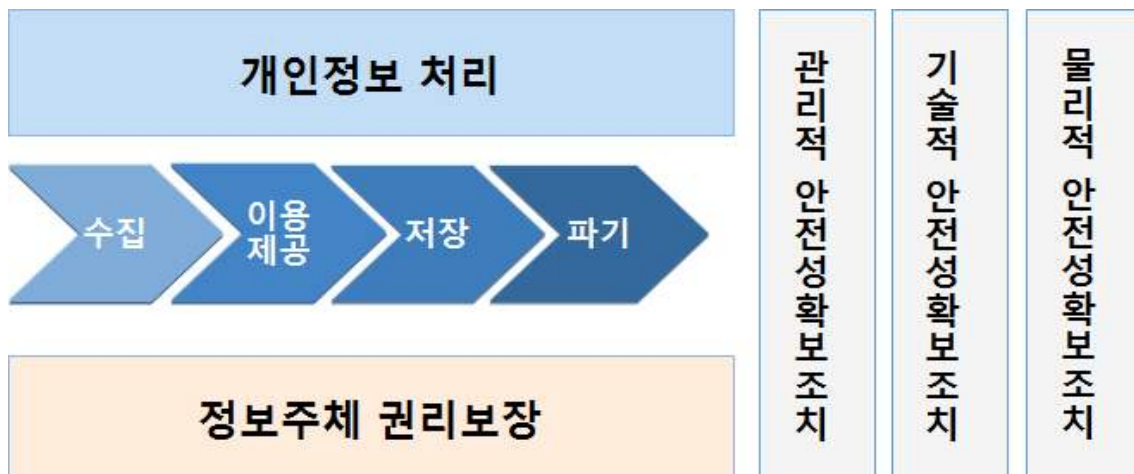 개인정보 처리
수집
이용
제공
저장
파기
정보주체 권리보장
관리적 안전성확보조치
기술적 안전성확보조치
물리적 안전성확보조치